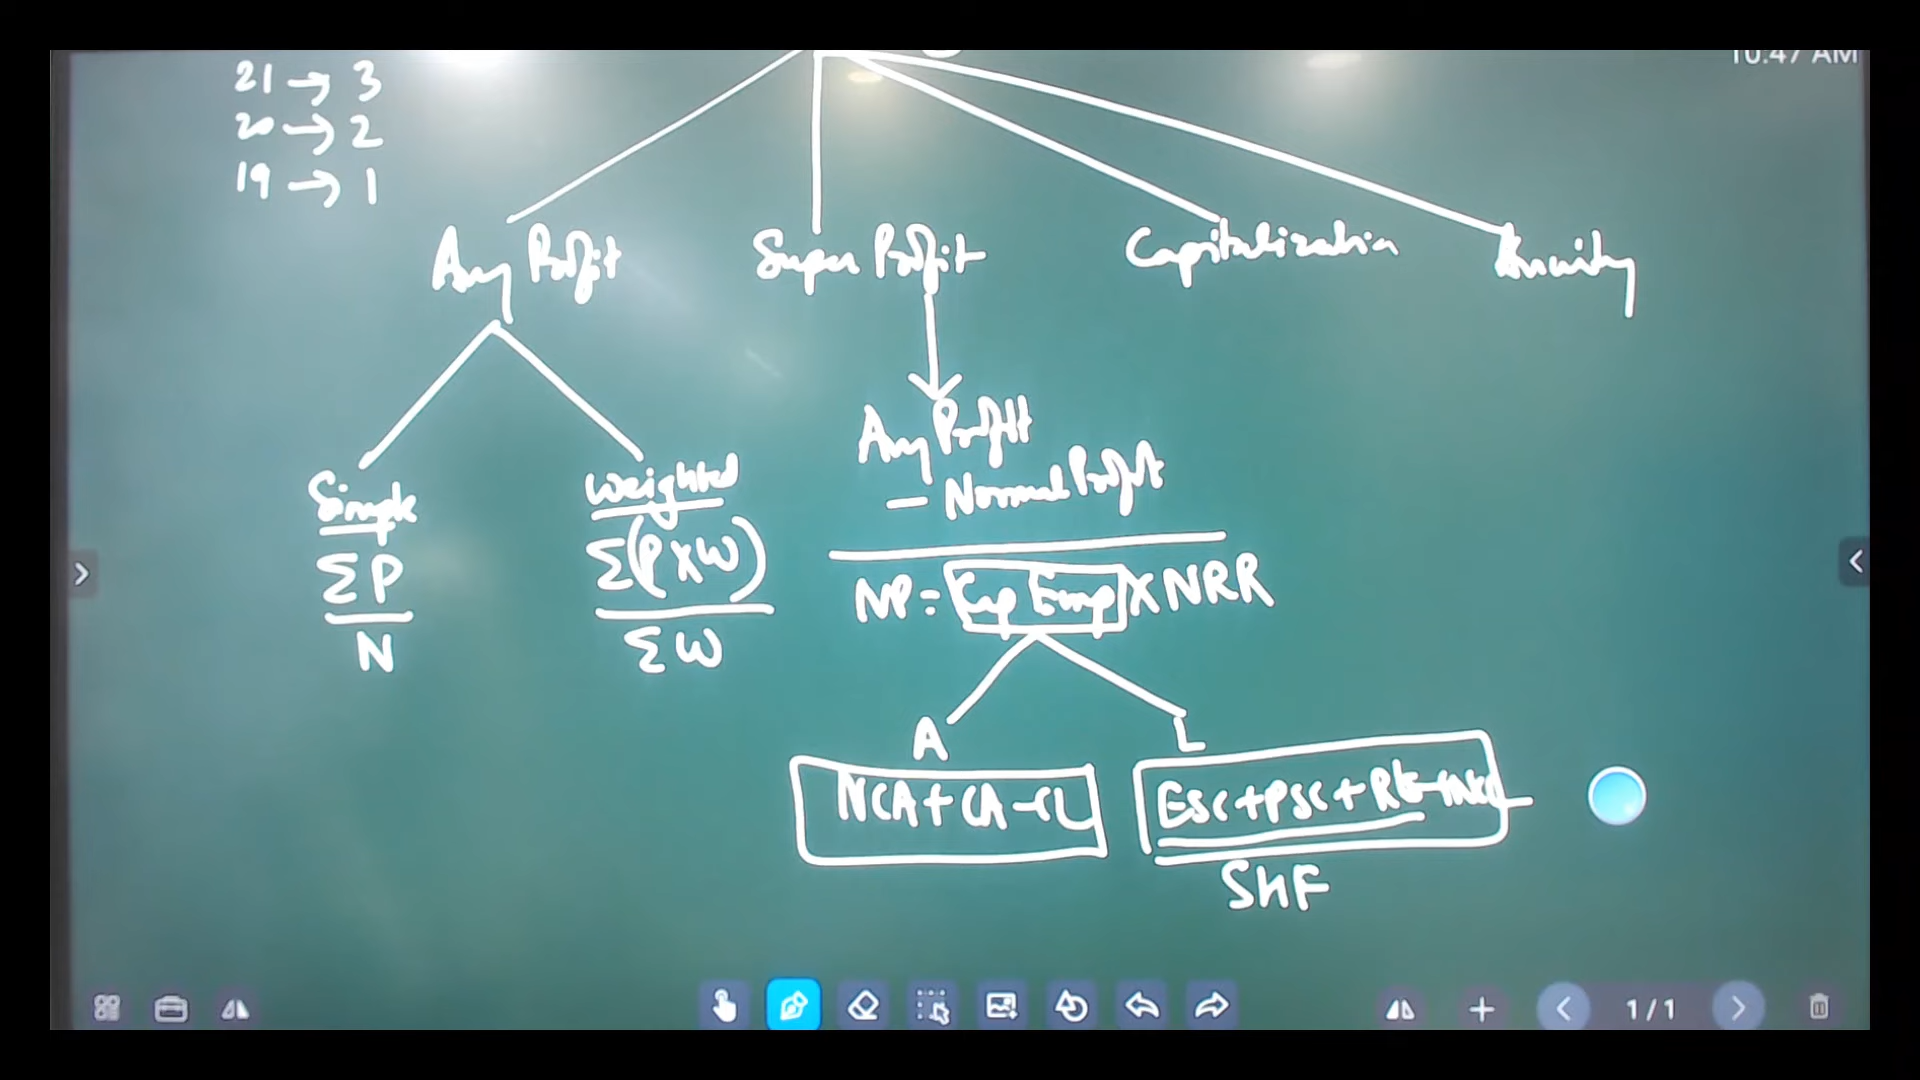 10:47 AM
21 → 3
20 → 2
19 → 1
Avg Profit
Super Profit
Capitalization
Annuity
Simple
ΣP
N
Weighted
Σ(P×W)
ΣW
Avg Profit
- Normal Profit
NP = Cap Emp × NRR
A
NCA + CA - CL
L
ESC + PSC + R&S
SHF
1/1